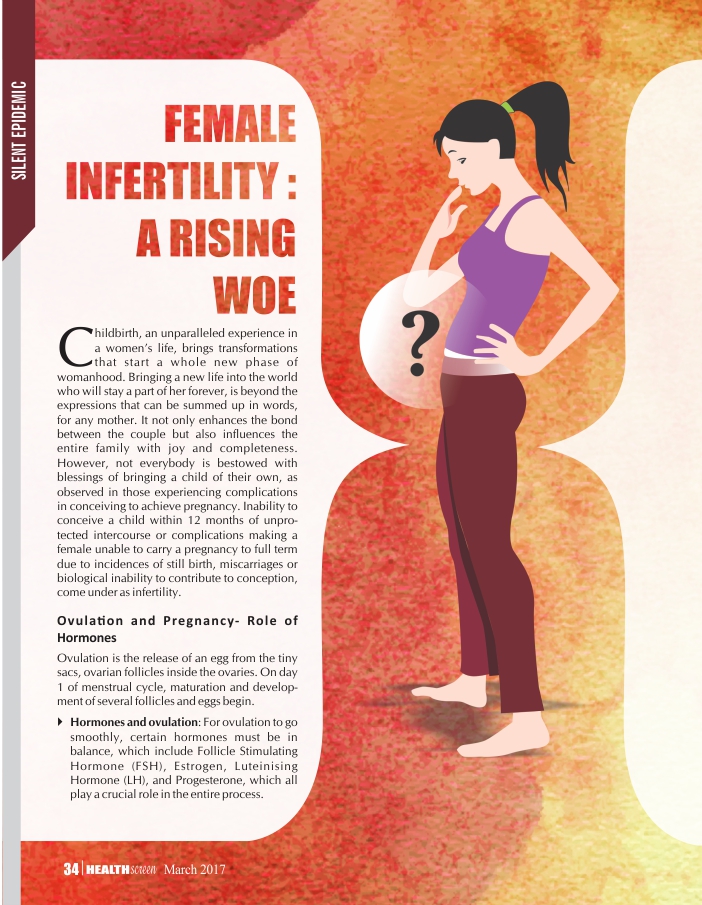 SILENT EPIDEMIC
FEMALE
INFERTILITY :
A RISING
WOE
Childbirth, an unparalleled experience in
a women's life, brings transformations
that start a whole new phase of
womanhood. Bringing a new life into the world
who will stay a part of her forever, is beyond the
expressions that can be summed up in words,
for any mother. It not only enhances the bond
between the couple but also influences the
entire family with joy and completeness.
However, not everybody is bestowed with
blessings of bringing a child of their own, as
observed in those experiencing complications
in conceiving to achieve pregnancy. Inability to
conceive a child within 12 months of unpro-
tected intercourse or complications making a
female unable to carry a pregnancy to full term
due to incidences of still birth, miscarriages or
biological inability to contribute to conception,
come under as infertility.
Ovulation and Pregnancy- Role of
Hormones
Ovulation is the release of an egg from the tiny
sacs, ovarian follicles inside the ovaries. On day
1 of menstrual cycle, maturation and develop-
ment of several follicles and eggs begin.
Hormones and ovulation: For ovulation to go
smoothly, certain hormones must be in
balance, which include Follicle Stimulating
Hormone (FSH), Estrogen, Luteinising
Hormone (LH), and Progesterone, which all
play a crucial role in the entire process.
?
34 | HEALTHscreen March 2017